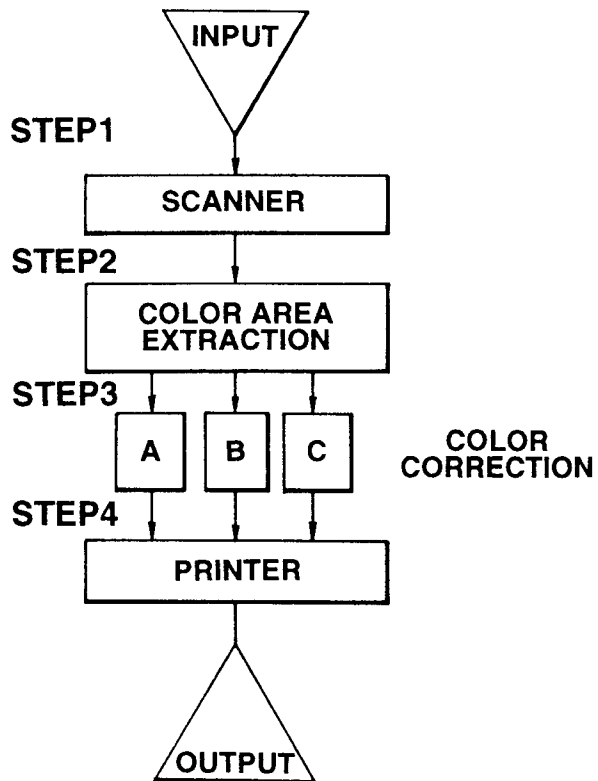 INPUT
STEP1
SCANNER
STEP2
COLOR AREA
EXTRACTION
STEP3
A B C
COLOR
CORRECTION
STEP4
PRINTER
OUTPUT